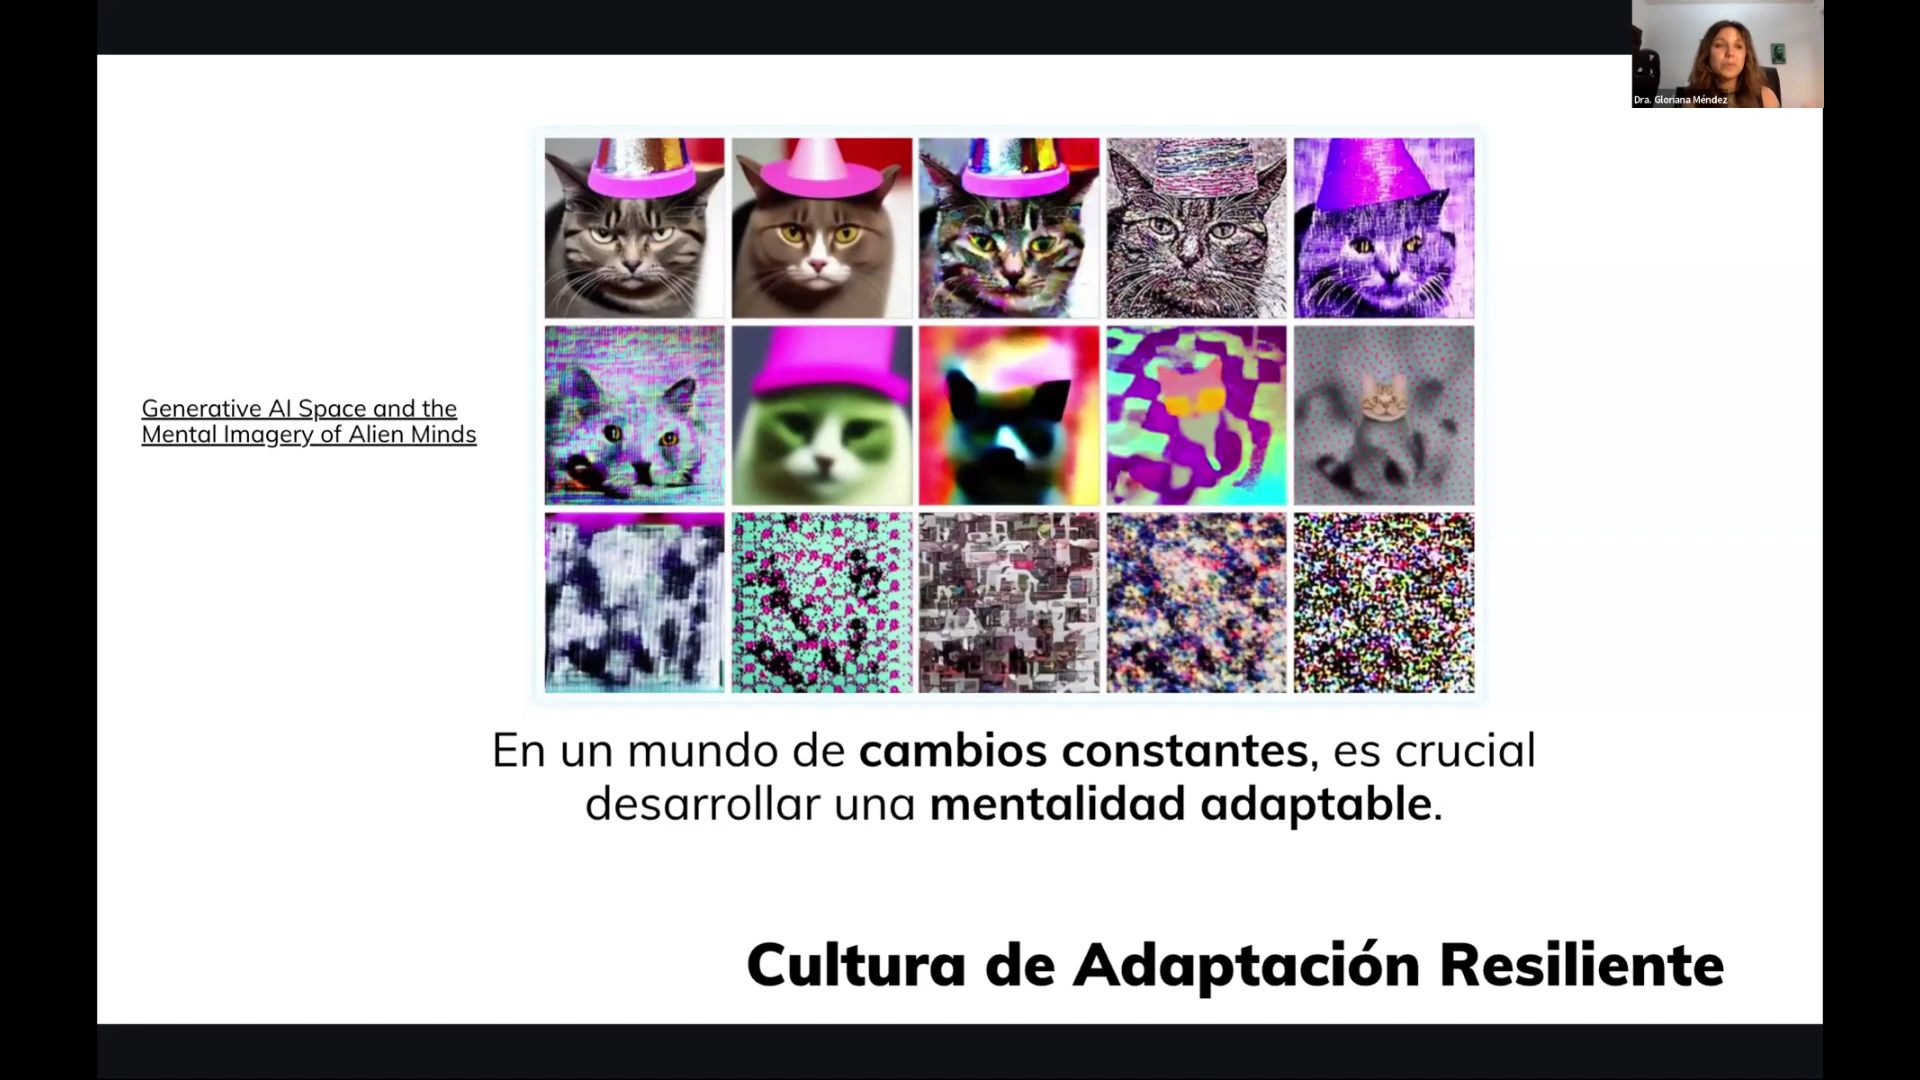 Dra. Gloriana Méndez
Generative AI Space and the
Mental Imagery of Alien Minds
En un mundo de cambios constantes, es crucial
desarrollar una mentalidad adaptable.
Cultura de Adaptación Resiliente